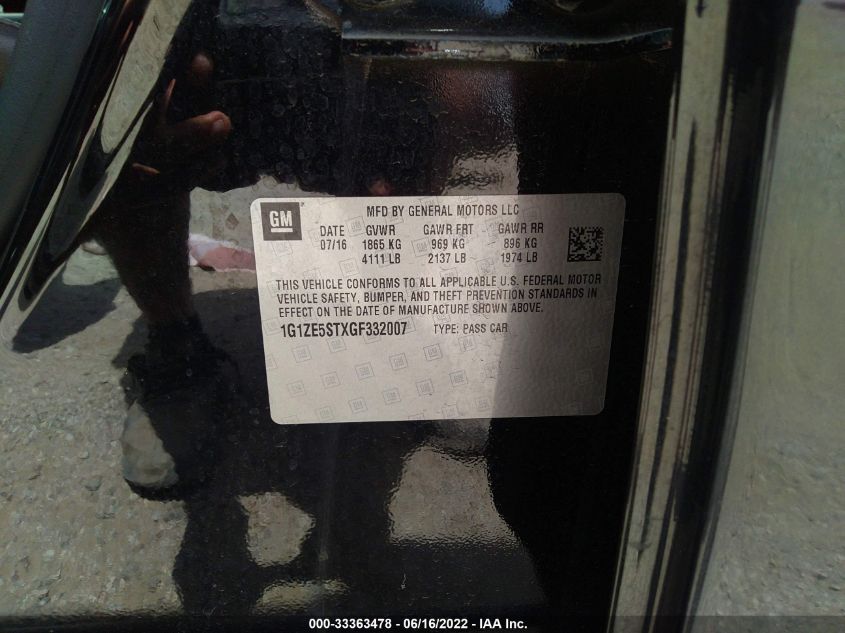 GM
MFD BY GENERAL MOTORS LLC
DATE GVWR GAWR FRT GAWR RR
07/16 1865 KG 969 KG 896 KG
4111 LB 2137 LB 1974 LB
THIS VEHICLE CONFORMS TO ALL APPLICABLE U.S. FEDERAL MOTOR
VEHICLE SAFETY, BUMPER, AND THEFT PREVENTION STANDARDS IN
EFFECT ON THE DATE OF MANUFACTURE SHOWN ABOVE.
1G1ZE5STXGF332007 TYPE: PASS CAR
000-33363478 - 06/16/2022 - IAA Inc.